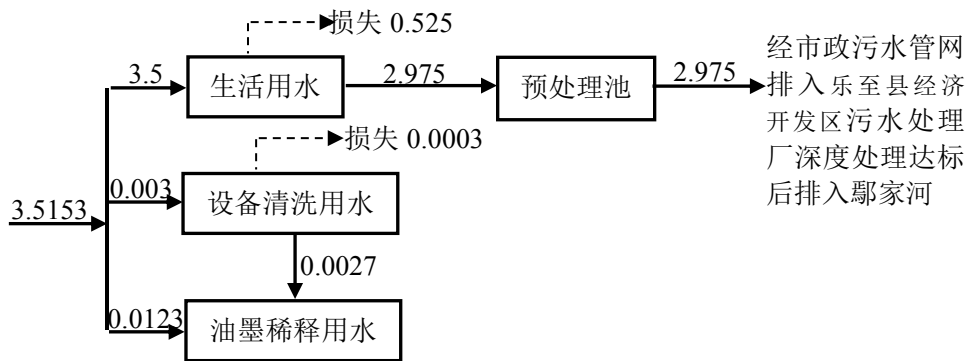 损失 0.525
3.5
生活用水
2.975
预处理池
2.975
经市政污水管网
排入乐至县经济
开发区污水处理
厂深度处理达标
后排入鄢家河
损失 0.0003
0.003
设备清洗用水
3.5153
0.0027
0.0123
油墨稀释用水